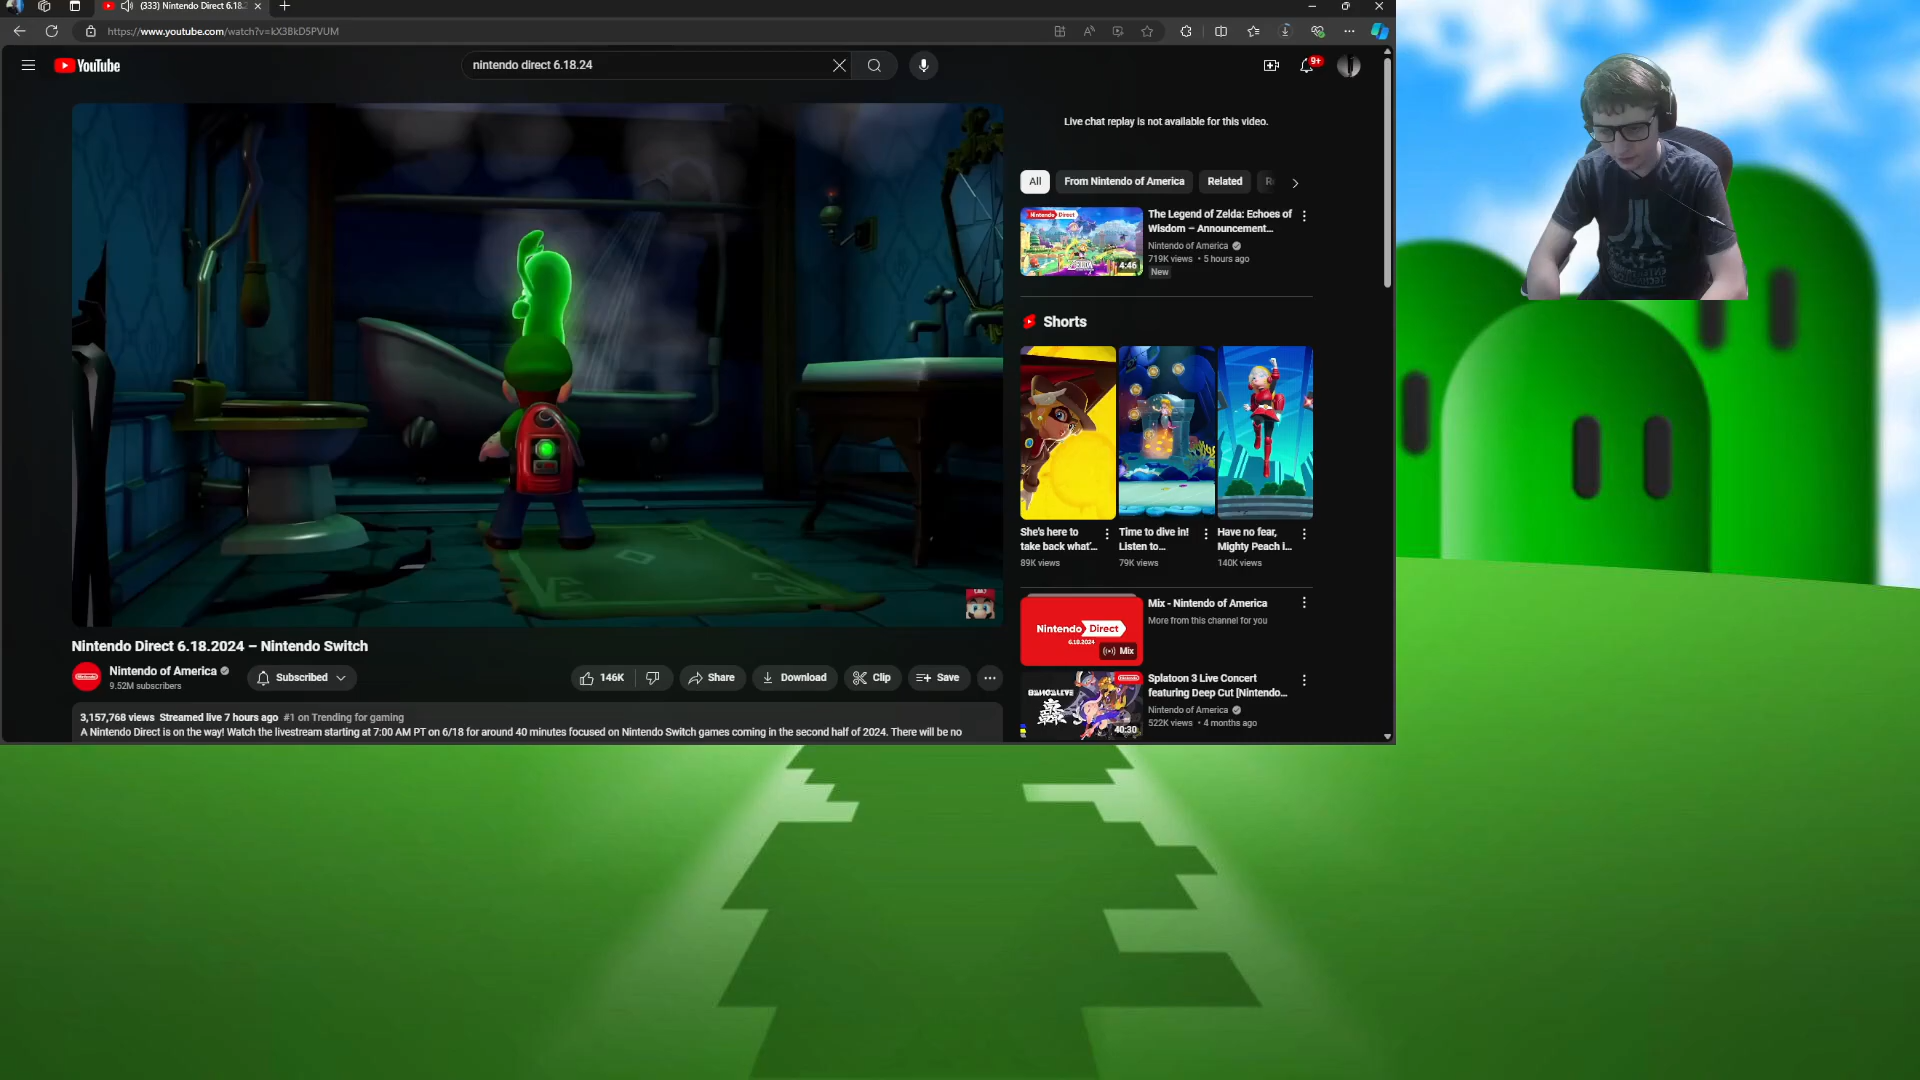 (333) Nintendo Direct 6.18.2
https://www.youtube.com/watch?v=kX3BkD5PVUM
YouTube
nintendo direct 6.18.24
9+
Live chat replay is not available for this video.
All
From Nintendo of America
Related
Nintendo Direct
The Legend of Zelda: Echoes of
Wisdom – Announcement...
Nintendo of America
719K views • 5 hours ago
New
4:46
ZELDA
Shorts
She's here to
take back what'...
89K views
Time to dive in!
Listen to...
79K views
Have no fear,
Mighty Peach i...
140K views
Nintendo Direct
6.18.2024
Mix
Mix - Nintendo of America
More from this channel for you
Splatoon 3 Live Concert
featuring Deep Cut [Nintendo...
Nintendo of America
522K views • 4 months ago
40:30
Nintendo Direct 6.18.2024 – Nintendo Switch
Nintendo of America
9.52M subscribers
Subscribed
146K
Share
Download
Clip
Save
3,157,768 views Streamed live 7 hours ago #1 on Trending for gaming
A Nintendo Direct is on the way! Watch the livestream starting at 7:00 AM PT on 6/18 for around 40 minutes focused on Nintendo Switch games coming in the second half of 2024. There will be no
ATARI